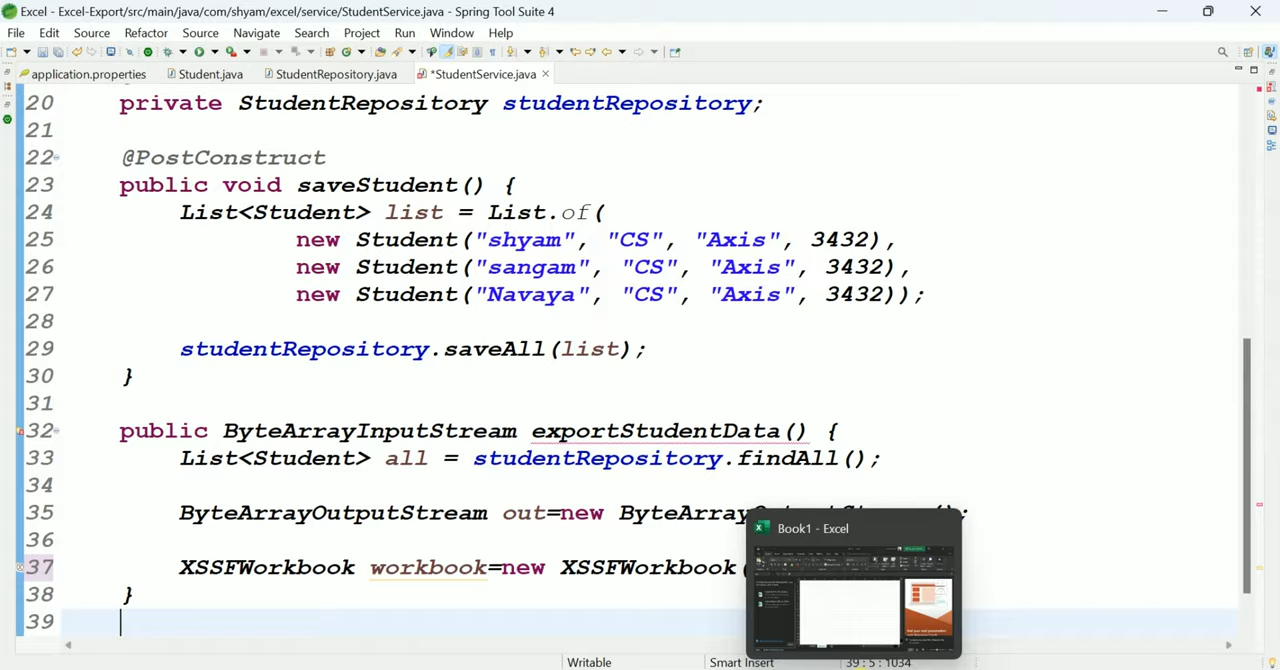 Excel - Excel-Export/src/main/java/com/shyam/excel/service/StudentService.java - Spring Tool Suite 4
File Edit Source Refactor Source Navigate Search Project Run Window Help
application.properties Student.java StudentRepository.java *StudentService.java
20 private StudentRepository studentRepository;
21
22 @PostConstruct
23 public void saveStudent() {
24 List<Student> list = List.of(
25 new Student("shyam", "CS", "Axis", 3432),
26 new Student("sangam", "CS", "Axis", 3432),
27 new Student("Navaya", "CS", "Axis", 3432));
28
29 studentRepository.saveAll(list);
30 }
31
32 public ByteArrayInputStream exportStudentData() {
33 List<Student> all = studentRepository.findAll();
34
35 ByteArrayOutputStream out=new ByteArray
36
37 XSSFWorkbook workbook=new XSSFWorkbook(
38 }
39
Book1 - Excel
Writable Smart Insert 39 : 5 : 1034